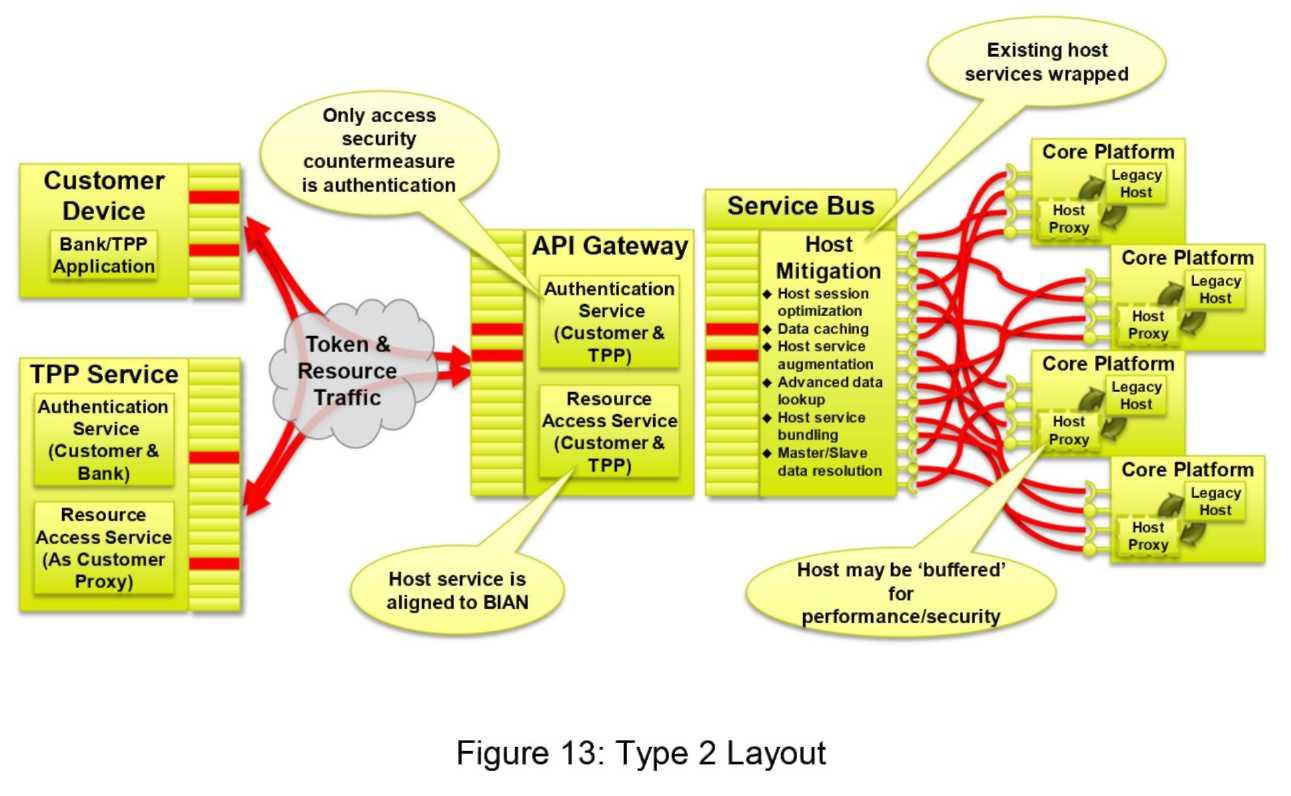 Existing host
services wrapped
Only access
security
countermeasure
is authentication
Customer
Device
Bank/TPP
Application
TPP Service
Authentication
Service
(Customer &
Bank)
Resource
Access Service
(As Customer
Proxy)
Token &
Resource
Traffic
API Gateway
Authentication
Service
(Customer &
TPP)
Resource
Access Service
(Customer &
TPP)
Host service is
aligned to BIAN
Service Bus
Host
Mitigation
◆ Host session
optimization
◆ Data caching
◆ Host service
augmentation
◆ Advanced data
lookup
◆ Host service
bundling
◆ Master/Slave
data resolution
Core Platform
Legacy
Host
Host
Proxy
Core Platform
Legacy
Host
Host
Proxy
Core Platform
Legacy
Host
Host
Proxy
Core Platform
Legacy
Host
Host
Proxy
Host may be ‘buffered’
for
performance/security
Figure 13: Type 2 Layout